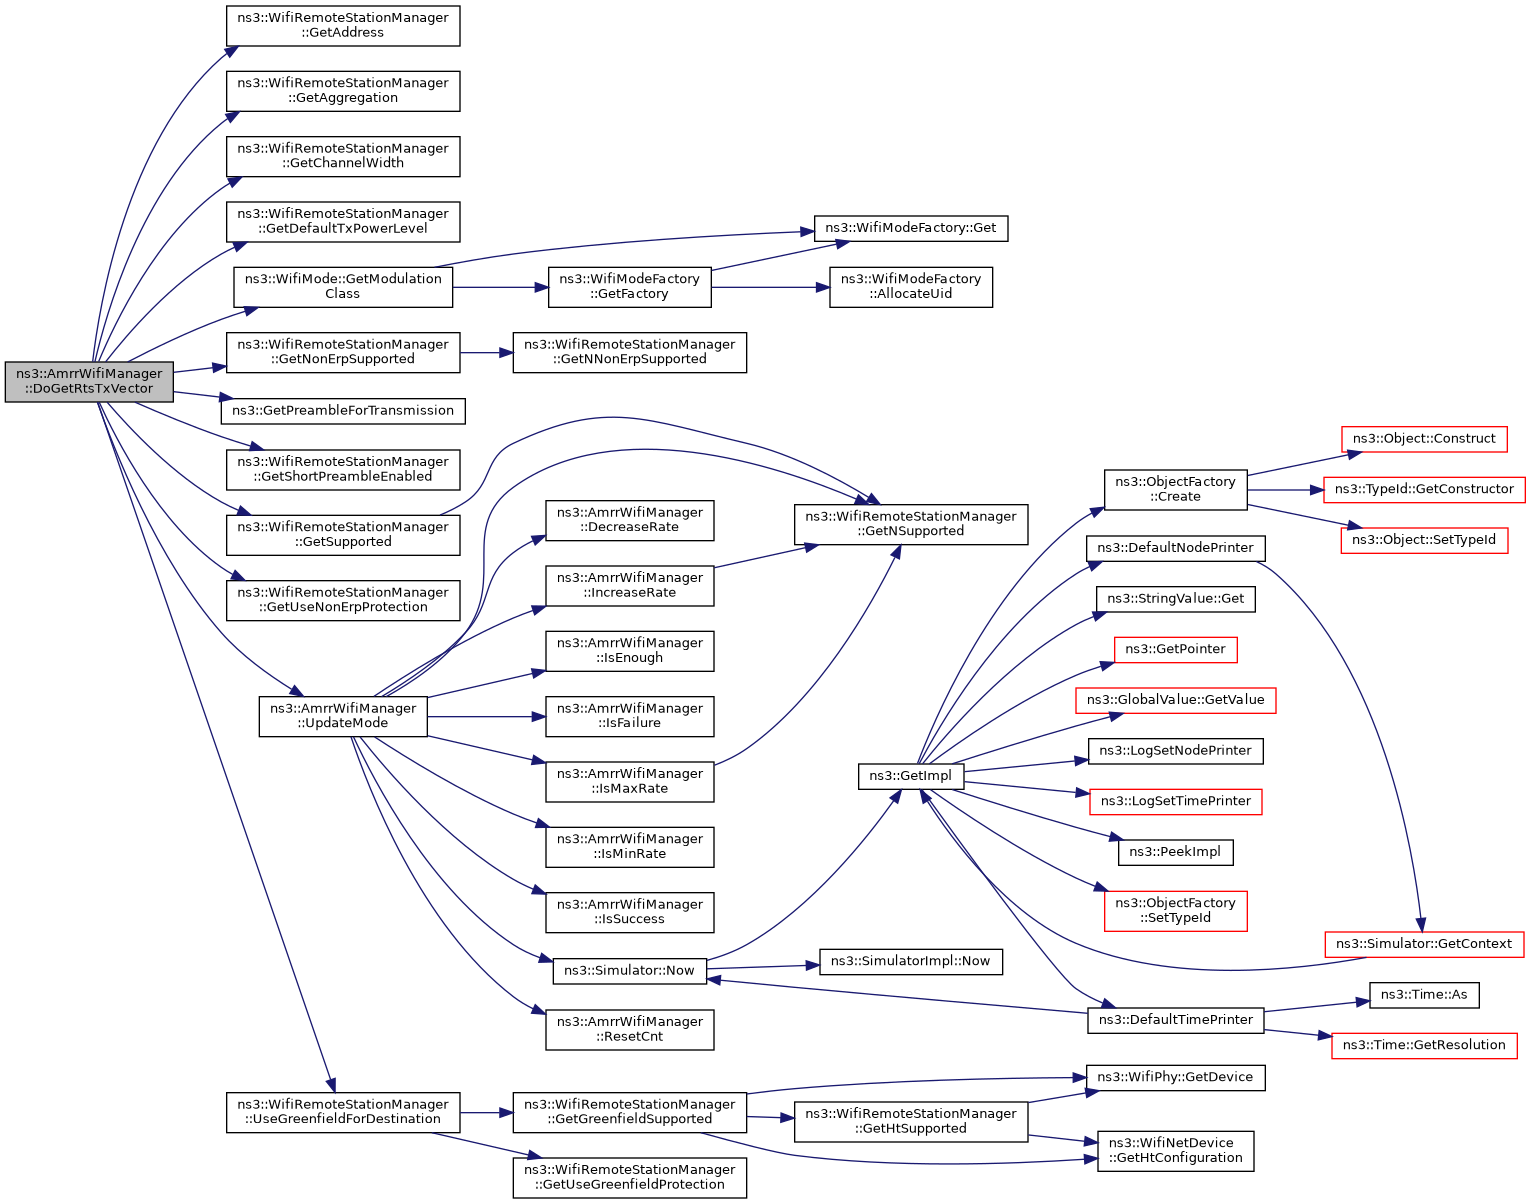 ns3::AmrrWifiManager
::DoGetRtsTxVector
ns3::WifiRemoteStationManager
::GetAddress
ns3::WifiRemoteStationManager
::GetAggregation
ns3::WifiRemoteStationManager
::GetChannelWidth
ns3::WifiRemoteStationManager
::GetDefaultTxPowerLevel
ns3::WifiMode::GetModulation
Class
ns3::WifiRemoteStationManager
::GetNonErpSupported
ns3::GetPreambleForTransmission
ns3::WifiRemoteStationManager
::GetShortPreambleEnabled
ns3::WifiRemoteStationManager
::GetSupported
ns3::WifiRemoteStationManager
::GetUseNonErpProtection
ns3::AmrrWifiManager
::UpdateMode
ns3::WifiRemoteStationManager
::UseGreenfieldForDestination
ns3::WifiModeFactory
::GetFactory
ns3::WifiRemoteStationManager
::GetNNonErpSupported
ns3::AmrrWifiManager
::DecreaseRate
ns3::AmrrWifiManager
::IncreaseRate
ns3::AmrrWifiManager
::IsEnough
ns3::AmrrWifiManager
::IsFailure
ns3::AmrrWifiManager
::IsMaxRate
ns3::AmrrWifiManager
::IsMinRate
ns3::AmrrWifiManager
::IsSuccess
ns3::Simulator::Now
ns3::AmrrWifiManager
::ResetCnt
ns3::WifiRemoteStationManager
::GetGreenfieldSupported
ns3::WifiRemoteStationManager
::GetUseGreenfieldProtection
ns3::WifiModeFactory::Get
ns3::WifiModeFactory
::AllocateUid
ns3::WifiRemoteStationManager
::GetNSupported
ns3::GetImpl
ns3::SimulatorImpl::Now
ns3::WifiRemoteStationManager
::GetHtSupported
ns3::ObjectFactory
::Create
ns3::DefaultNodePrinter
ns3::StringValue::Get
ns3::GetPointer
ns3::GlobalValue::GetValue
ns3::LogSetNodePrinter
ns3::LogSetTimePrinter
ns3::PeekImpl
ns3::ObjectFactory
::SetTypeId
ns3::DefaultTimePrinter
ns3::WifiPhy::GetDevice
ns3::WifiNetDevice
::GetHtConfiguration
ns3::Object::Construct
ns3::TypeId::GetConstructor
ns3::Object::SetTypeId
ns3::Simulator::GetContext
ns3::Time::As
ns3::Time::GetResolution